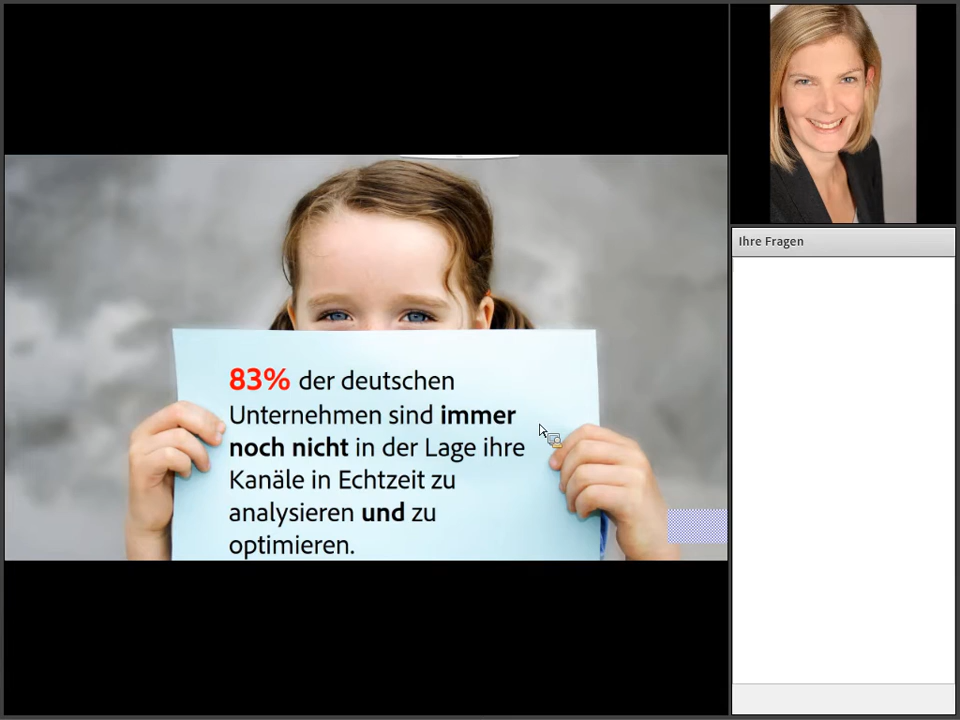 83% der deutschen
Unternehmen sind immer
noch nicht in der Lage ihre
Kanäle in Echtzeit zu
analysieren und zu
optimieren.
Ihre Fragen